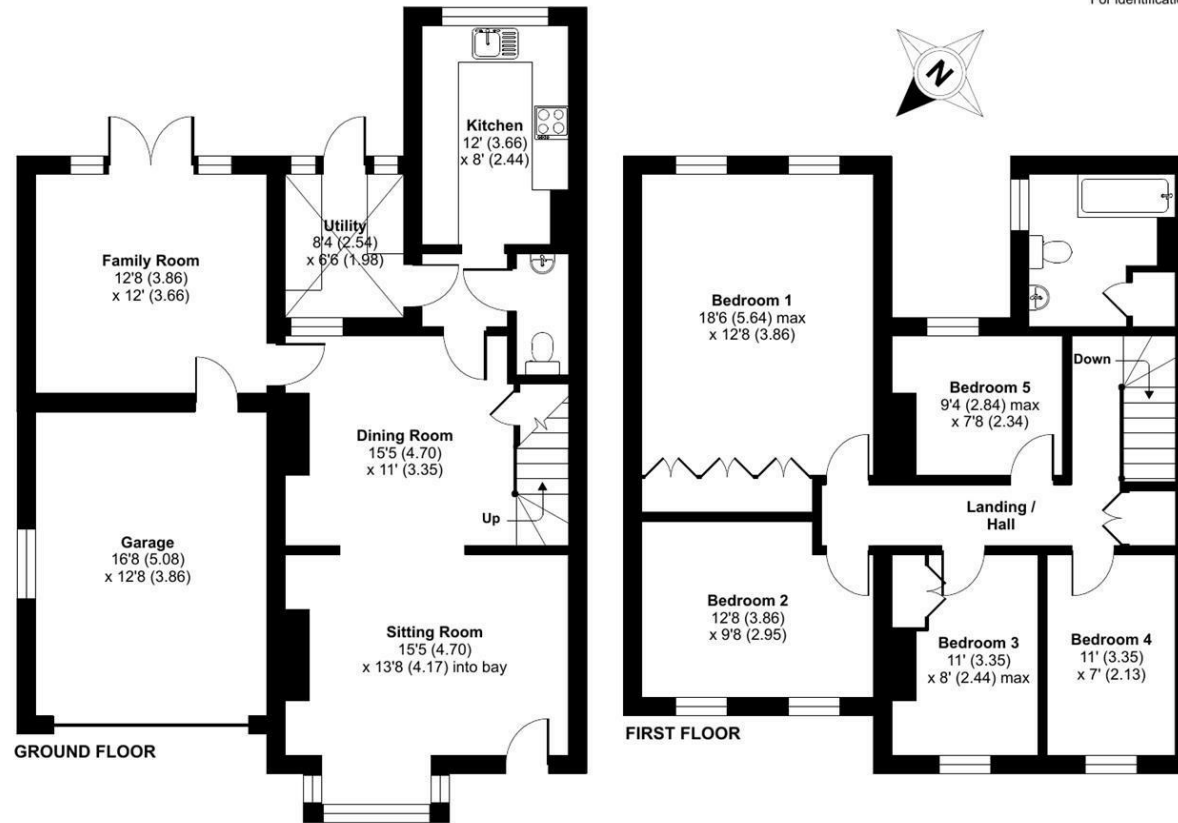 For identificatio
N
Kitchen
12' (3.66)
x 8' (2.44)
Utility
8'4 (2.54)
x 6'6 (1.98)
Family Room
12'8 (3.86)
x 12' (3.66)
Dining Room
15'5 (4.70)
x 11' (3.35)
Up
Garage
16'8 (5.08)
x 12'8 (3.86)
Sitting Room
15'5 (4.70)
x 13'8 (4.17) into bay
GROUND FLOOR
Bedroom 1
18'6 (5.64) max
x 12'8 (3.86)
Down
Bedroom 5
9'4 (2.84) max
x 7'8 (2.34)
Landing /
Hall
Bedroom 2
12'8 (3.86)
x 9'8 (2.95)
Bedroom 3
11' (3.35)
x 8' (2.44) max
Bedroom 4
11' (3.35)
x 7' (2.13)
FIRST FLOOR